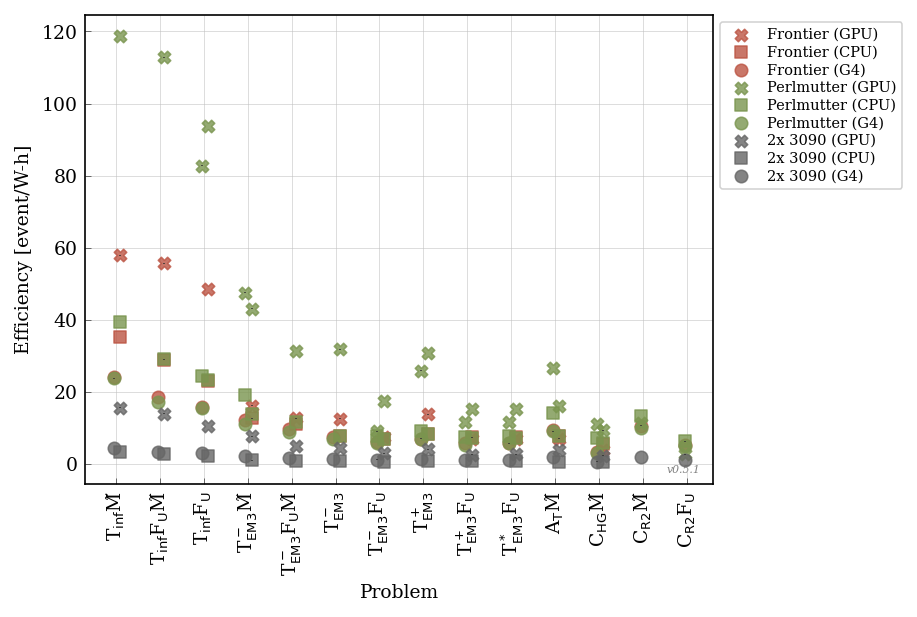 Efficiency [event/W-h]
120
100
80
60
40
20
0
Frontier (GPU)
Frontier (CPU)
Frontier (G4)
Perlmutter (GPU)
Perlmutter (CPU)
Perlmutter (G4)
2x 3090 (GPU)
2x 3090 (CPU)
2x 3090 (G4)
v0.5.1
T_inf M
T_inf F_U M
T_inf F_U
T^-_EM3 M
T^-_EM3 F_U M
T^-_EM3
T^-_EM3 F_U
T^+_EM3
T^+_EM3 F_U
T^*_EM3 F_U
A_T M
C_HG M
C_R2 M
C_R2 F_U
Problem